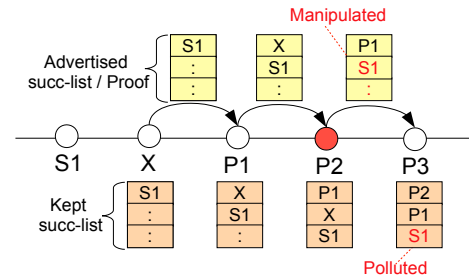 Manipulated
Advertised
succ-list / Proof
S1
:
:
X
S1
:
P1
S1
:
S1
X
P1
P2
P3
Kept
succ-list
S1
:
:
X
S1
:
P1
X
S1
P2
P1
S1
Polluted